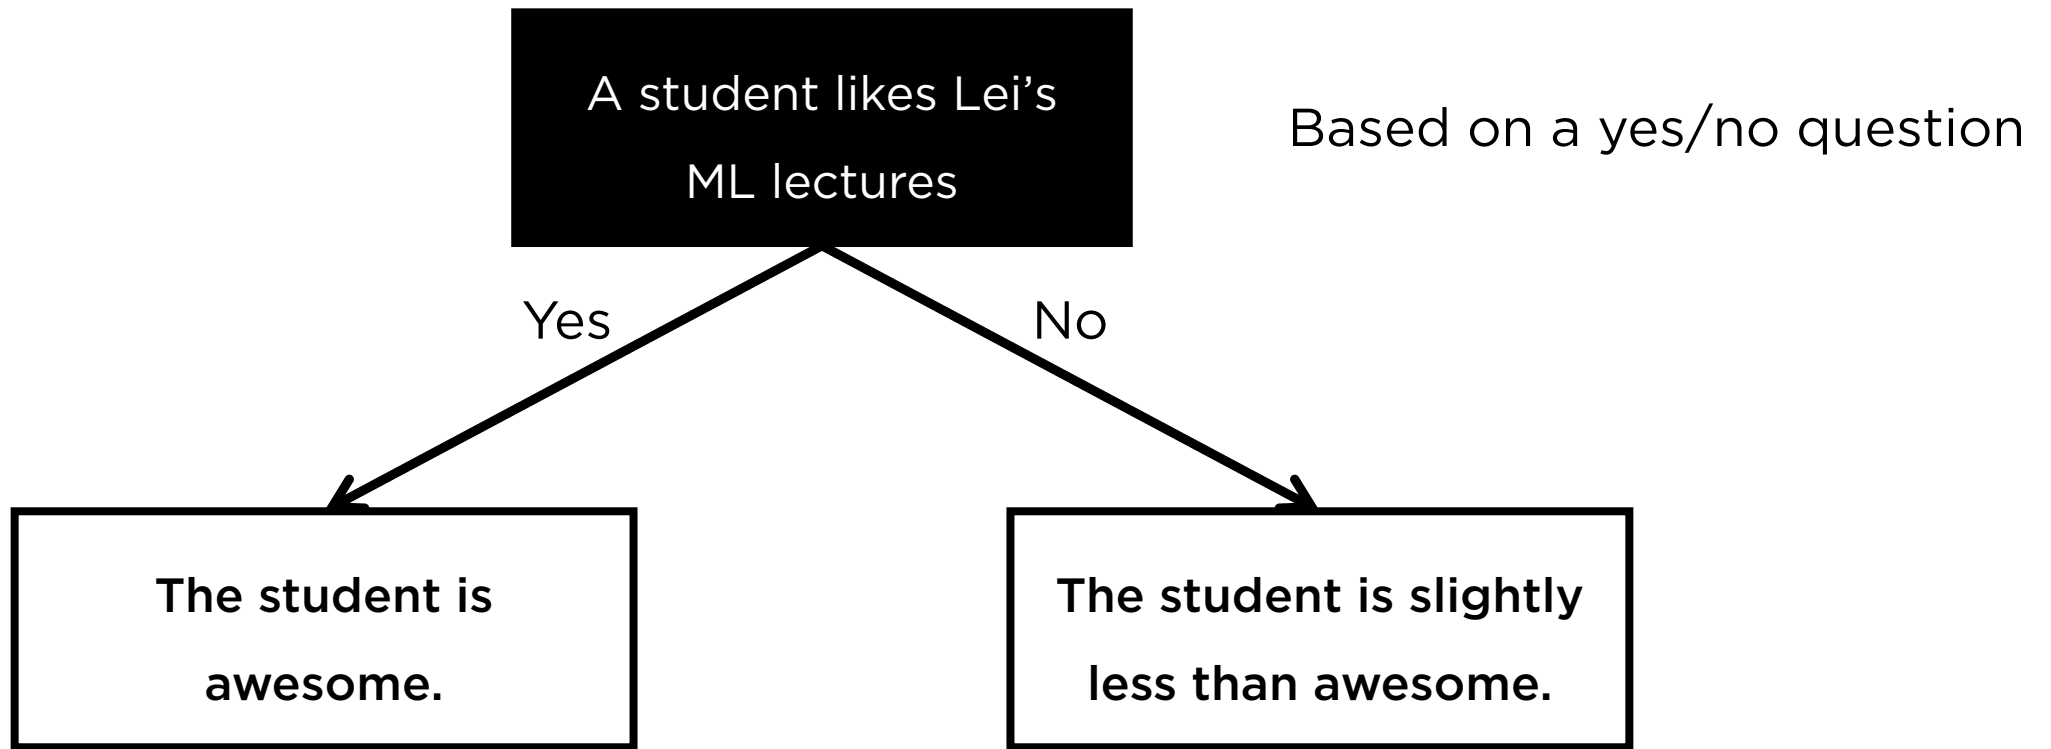 A student likes Lei’s
ML lectures
Based on a yes/no question
Yes
No
The student is
awesome.
The student is slightly
less than awesome.